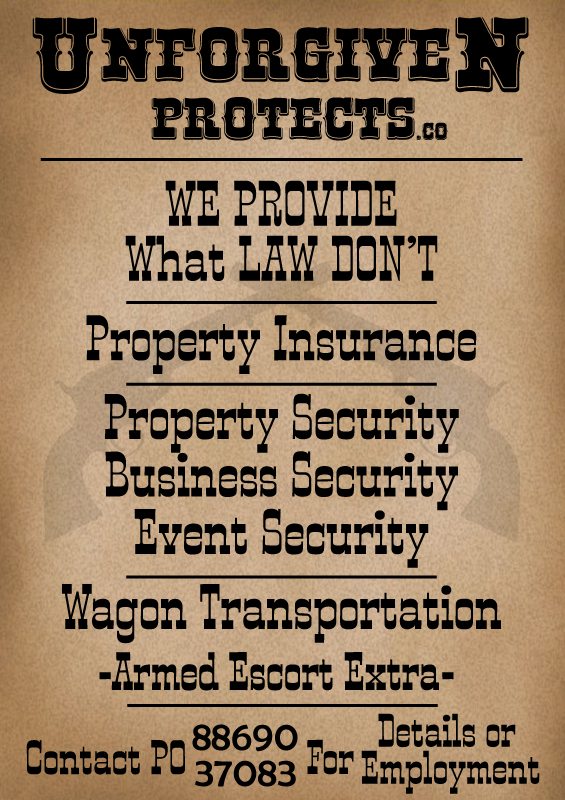 UNFORGIVEN
PROTECTS.CO
WE PROVIDE
What LAW DON'T
Property Insurance
Property Security
Business Security
Event Security
Wagon Transportation
-Armed Escort Extra-
Contact PO 88690 37083 For Details or Employment